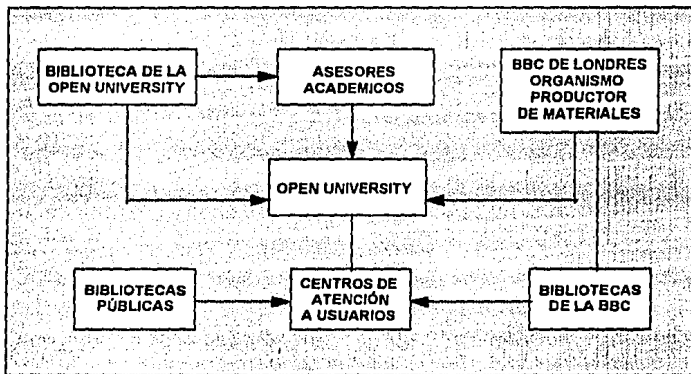 BIBLIOTECA DE LA
OPEN UNIVERSITY
ASESORES
ACADEMICOS
BBC DE LONDRES
ORGANISMO
PRODUCTOR
DE MATERIALES
OPEN UNIVERSITY
BIBLIOTECAS
PÚBLICAS
CENTROS DE
ATENCIÓN
A USUARIOS
BIBLIOTECAS
DE LA BBC